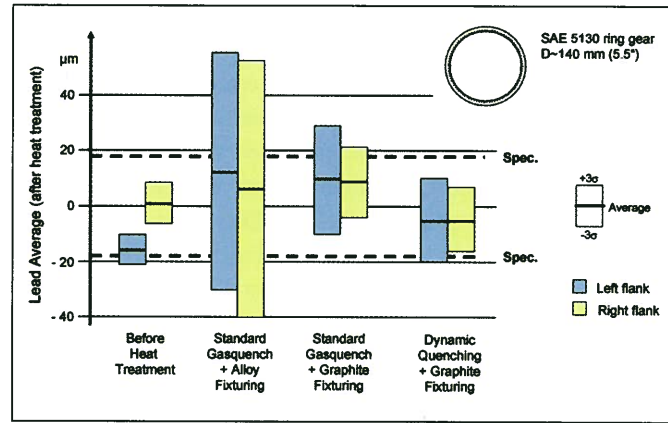 SAE 5130 ring gear
D~140 mm (5.5")
µm
Lead Average (after heat treatment)
40
20
0
- 20
- 40
Spec.
Spec.
+3σ
Average
-3σ
Left flank
Right flank
Before
Heat
Treatment
Standard
Gasquench
+ Alloy
Fixturing
Standard
Gasquench
+ Graphite
Fixturing
Dynamic
Quenching
+ Graphite
Fixturing